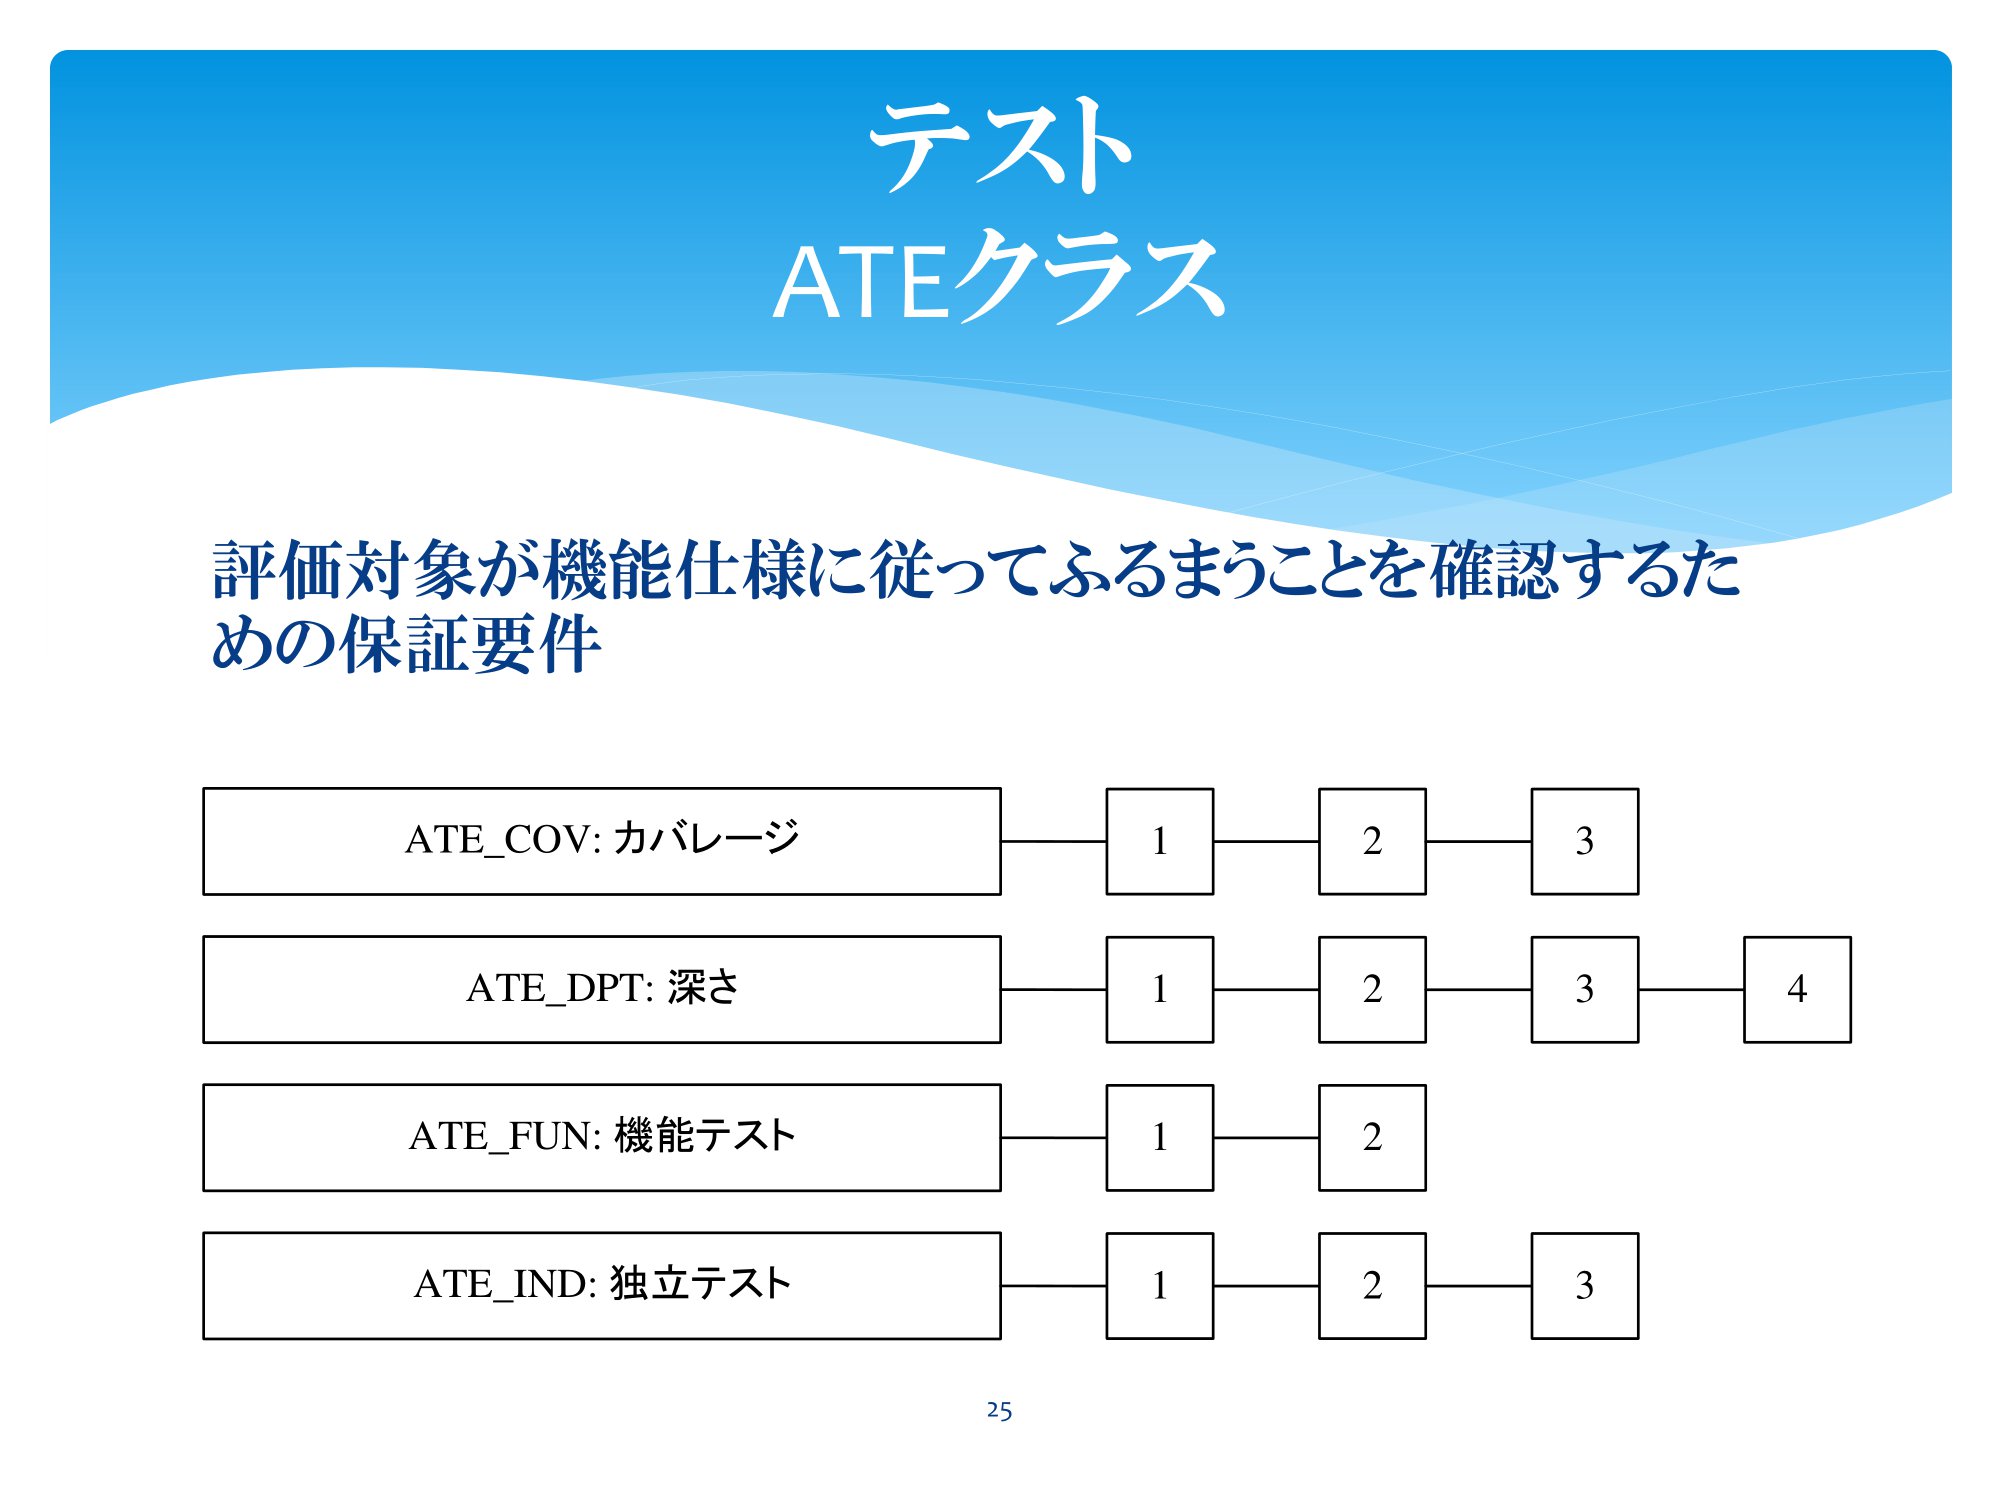 テスト
ATEクラス
評価対象が機能仕様に従ってふるまうことを確認するた
めの保証要件
ATE_COV: カバレージ 1 2 3
ATE_DPT: 深さ 1 2 3 4
ATE_FUN: 機能テスト 1 2
ATE_IND: 独立テスト 1 2 3
25